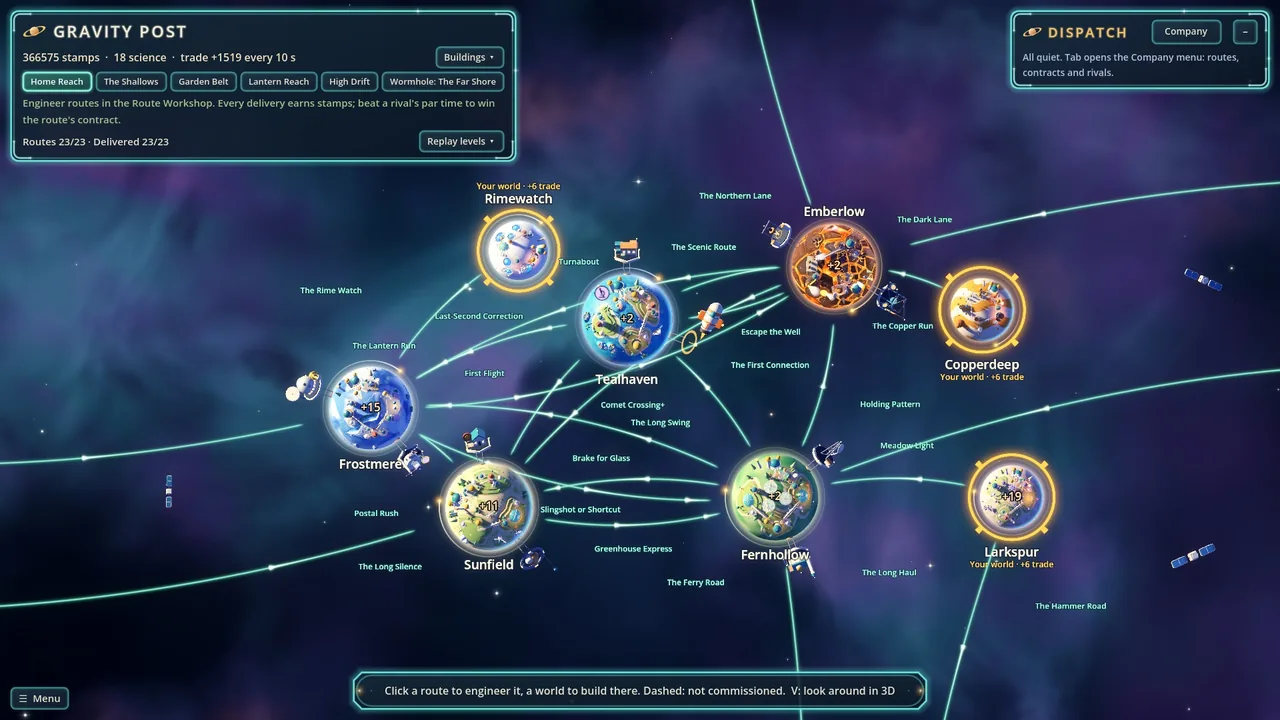 GRAVITY POST
366575 stamps · 18 science · trade +1519 every 10 s
Buildings
Home Reach
The Shallows
Garden Belt
Lantern Reach
High Drift
Wormhole: The Far Shore
Engineer routes in the Route Workshop. Every delivery earns stamps; beat a rival's par time to win
the route's contract.
Routes 23/23 · Delivered 23/23
Replay levels
DISPATCH
Company
–
All quiet. Tab opens the Company menu: routes,
contracts and rivals.
Your world · +6 trade
Rimewatch
The Northern Lane
Emberlow
The Dark Lane
The Scenic Route
Turnabout
+2
The Rime Watch
Last-Second Correction
+2
Escape the Well
The Copper Run
The Lantern Run
First Flight
The First Connection
Copperdeep
Your world · +6 trade
Tealhaven
+15
Comet Crossing+
The Long Swing
Holding Pattern
Meadow Light
Frostmere
Brake for Glass
+11
+2
+19
Postal Rush
Slingshot or Shortcut
Greenhouse Express
Fernhollow
Larkspur
Your world · +6 trade
The Long Silence
Sunfield
The Ferry Road
The Long Haul
The Hammer Road
☰ Menu
Click a route to engineer it, a world to build there. Dashed: not commissioned. V: look around in 3D